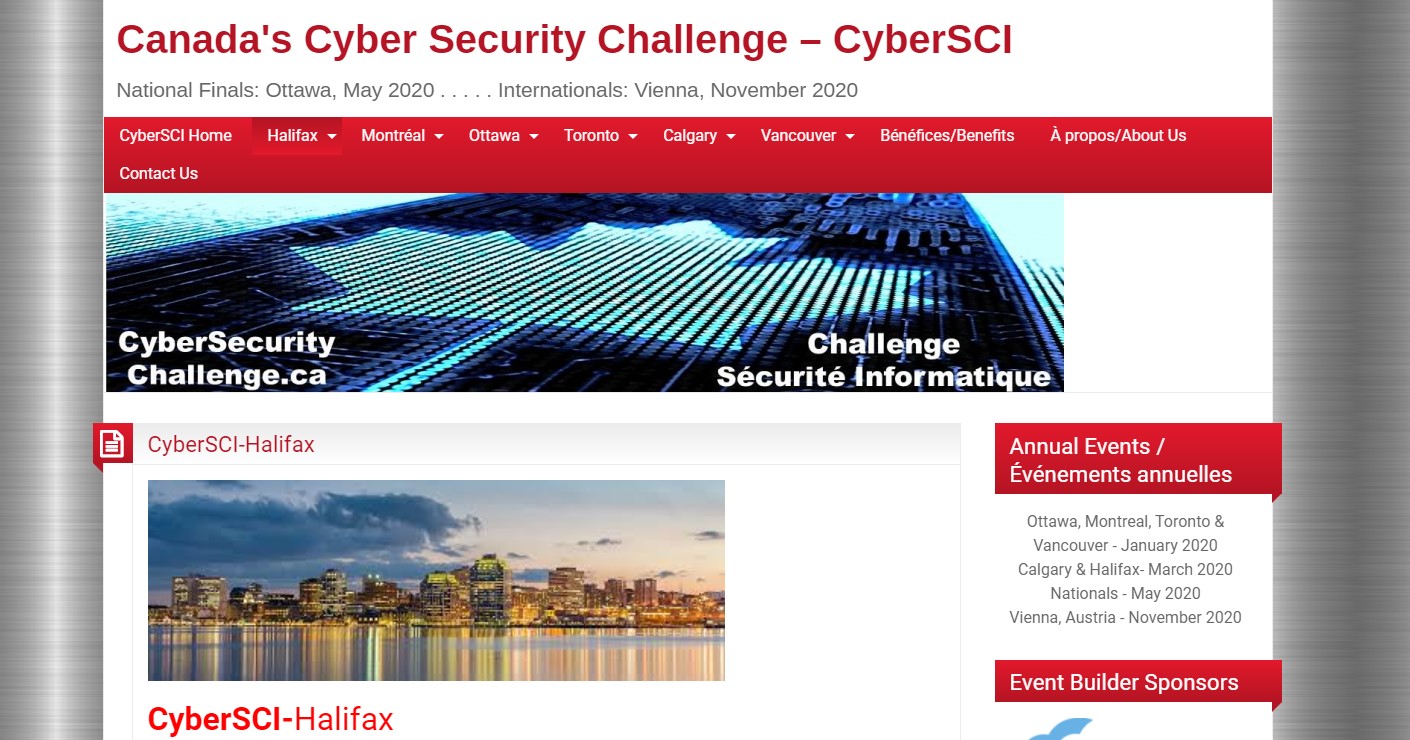 Canada's Cyber Security Challenge – CyberSCI
National Finals: Ottawa, May 2020 . . . . . Internationals: Vienna, November 2020
CyberSCI Home Halifax Montréal Ottawa Toronto Calgary Vancouver Bénéfices/Benefits À propos/About Us
Contact Us
CyberSecurity
Challenge.ca
Challenge
Sécurité Informatique
CyberSCI-Halifax
CyberSCI-Halifax
Annual Events /
Événements annuelles
Ottawa, Montreal, Toronto &
Vancouver - January 2020
Calgary & Halifax- March 2020
Nationals - May 2020
Vienna, Austria - November 2020
Event Builder Sponsors